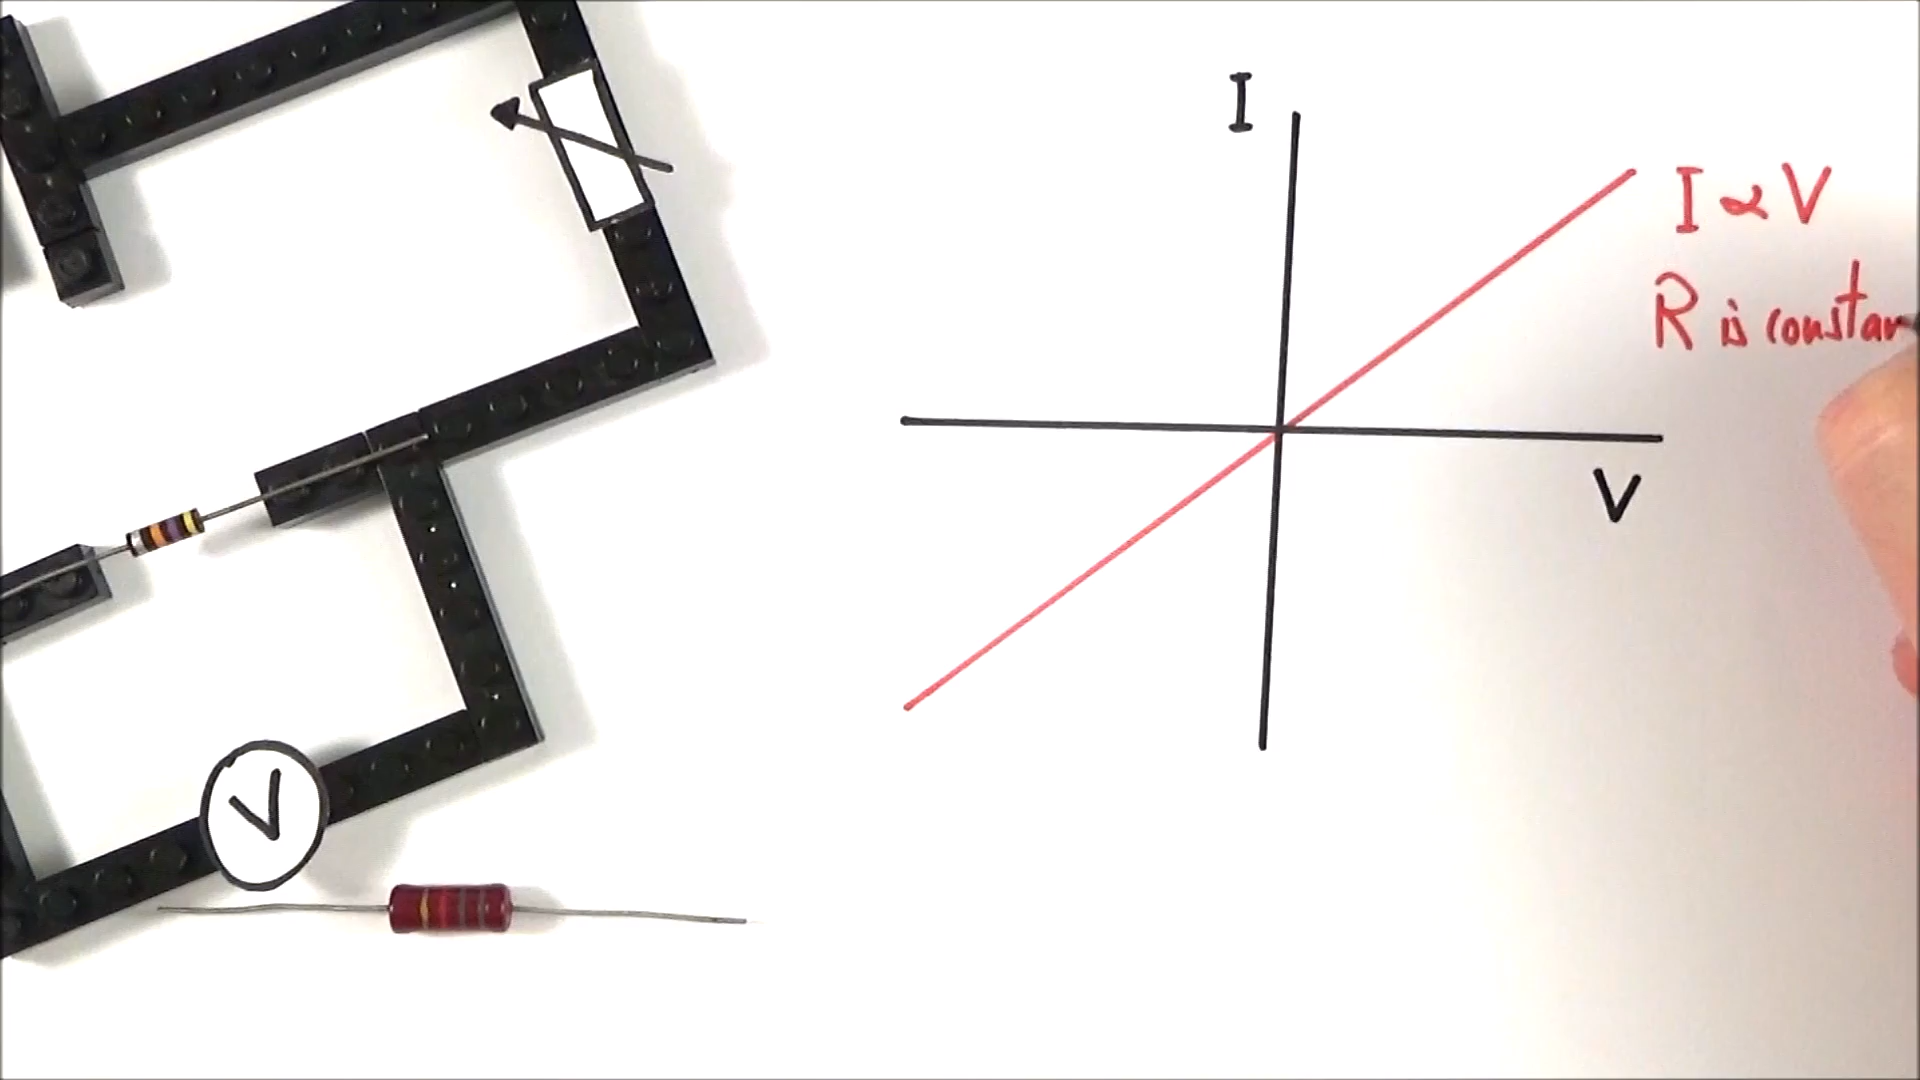 I
I ∝ V
R is constan
V
V